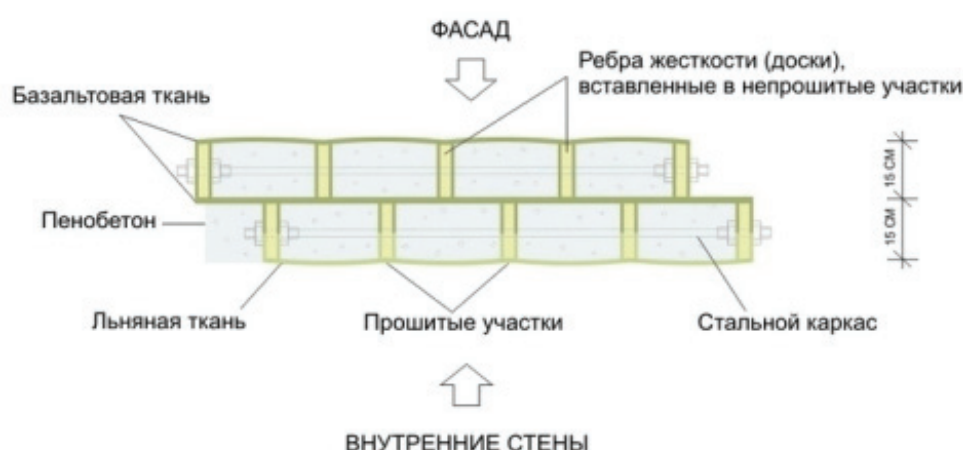 ФАСАД
Ребра жесткости (доски),
вставленные в непрошитые участки
Базальтовая ткань
15 СМ
Пенобетон
15 СМ
Льняная ткань
Прошитые участки
Стальной каркас
ВНУТРЕННИЕ СТЕНЫ